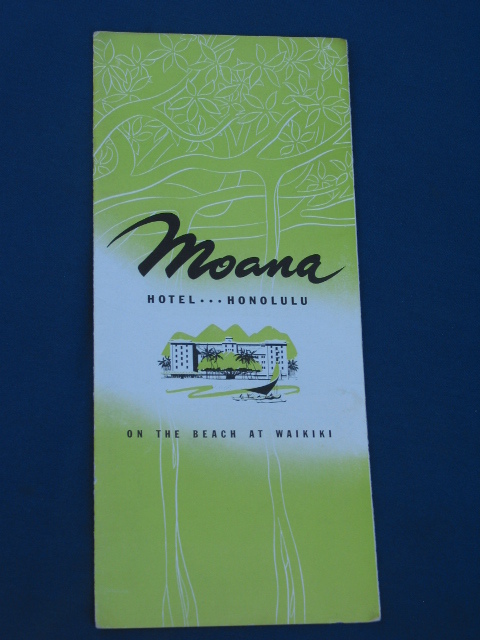 Moana
HOTEL... HONOLULU
ON THE BEACH AT WAIKIKI